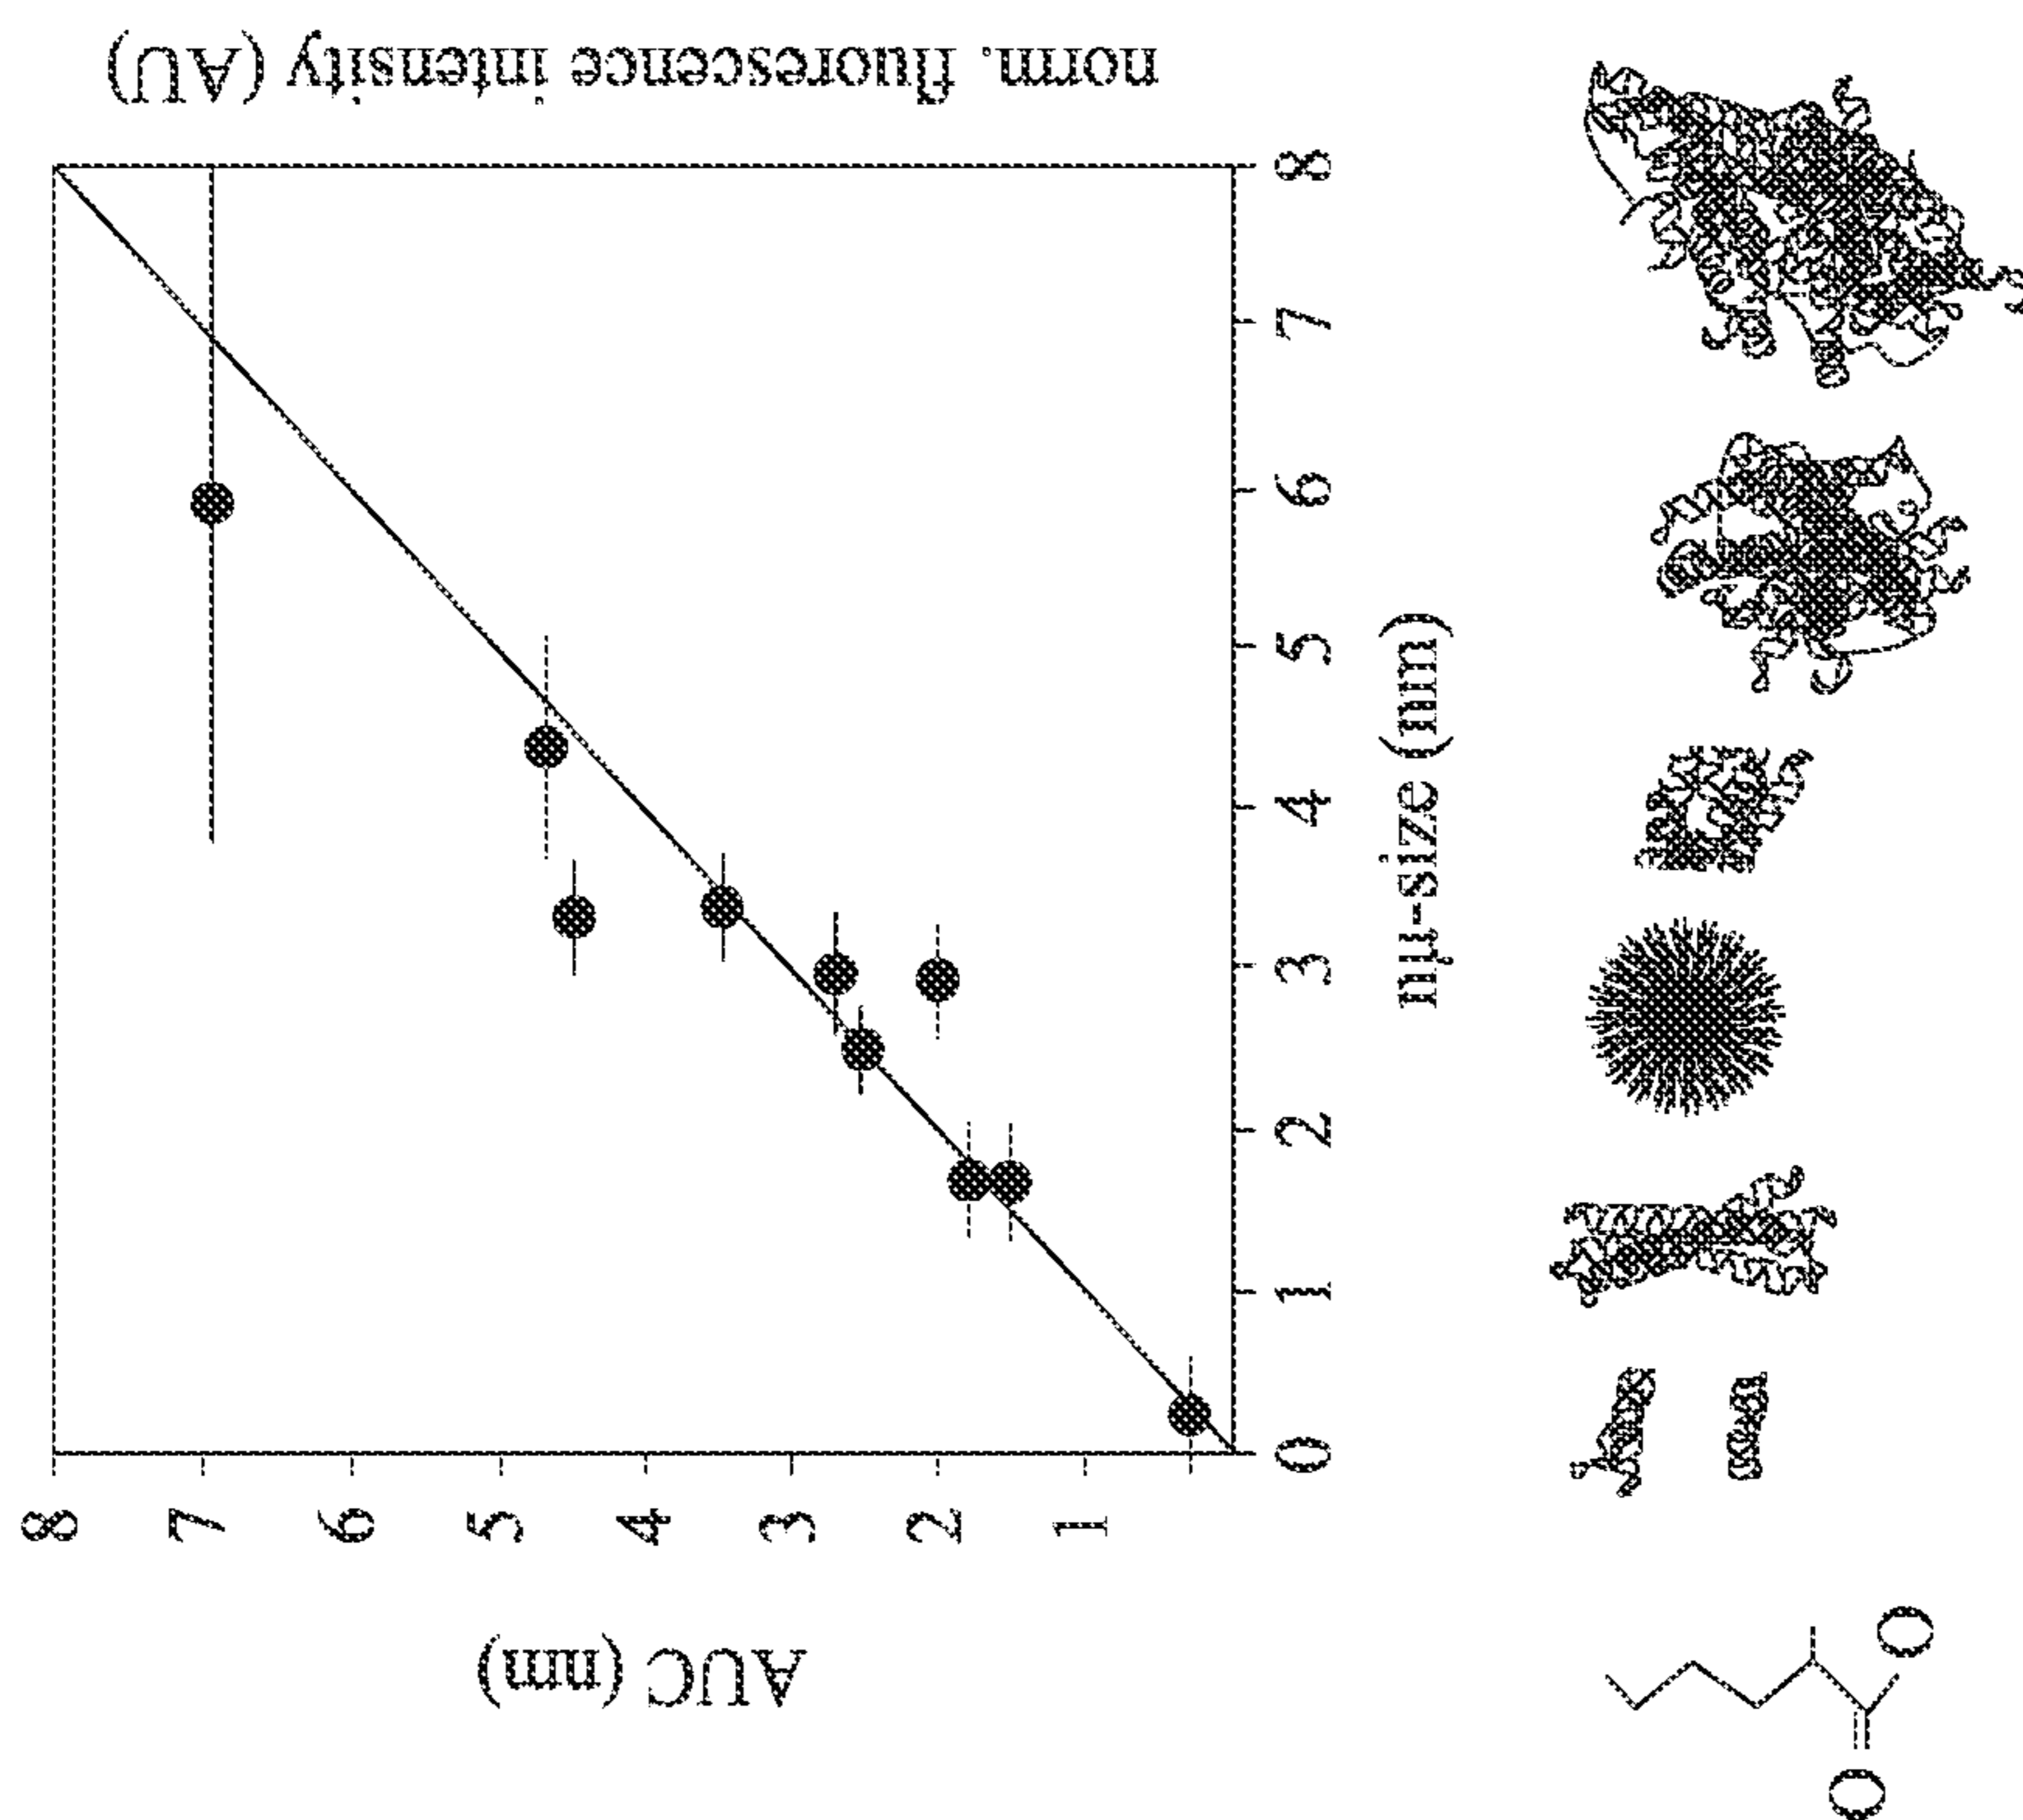 AUC (nm)
8
7
6
5
4
3
2
1
norm. fluorescence intensity (AU)
0 1 2 3 4 5 6 7 8
nμ-size (nm)
O
O